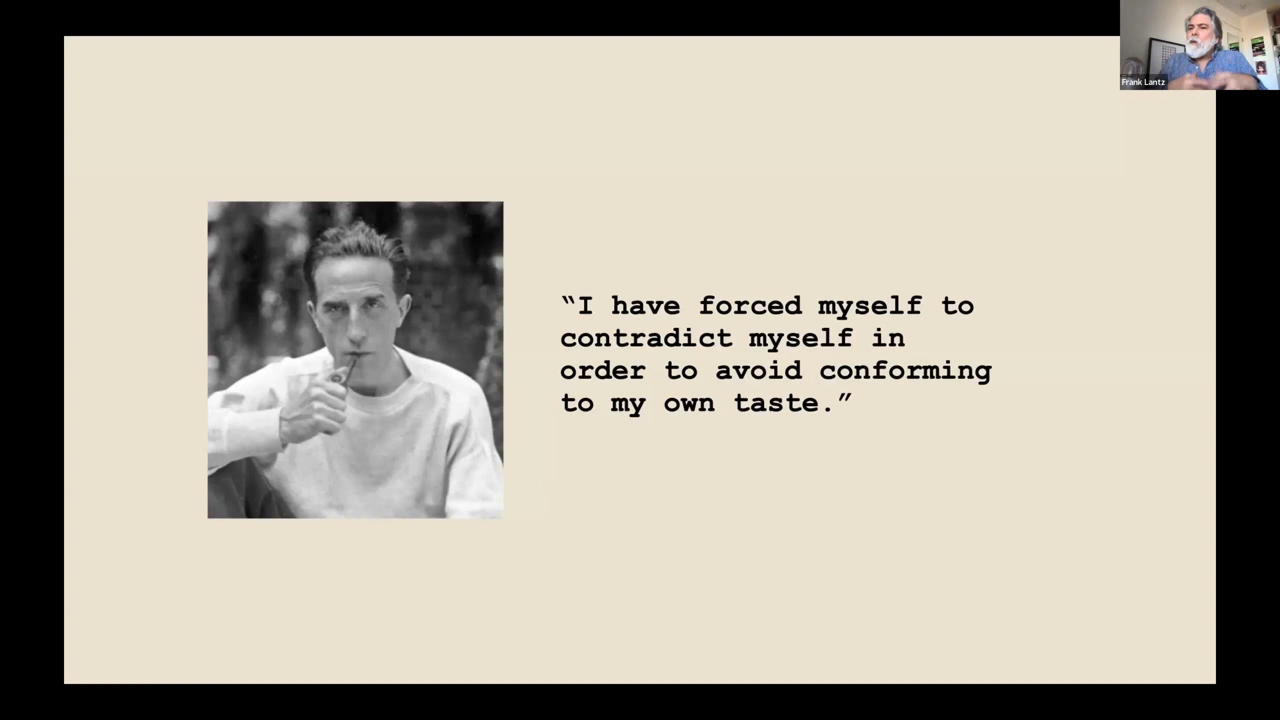 Frank Lantz
“I have forced myself to
contradict myself in
order to avoid conforming
to my own taste.”